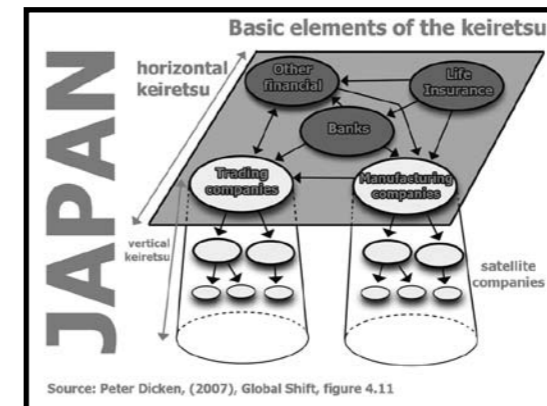 Basic elements of the keiretsu
JAPAN
horizontal
keiretsu
Other
financial
Life
Insurance
Banks
Trading
companies
Manufacturing
companies
vertical
keiretsu
satellite
companies
Source: Peter Dicken, (2007), Global Shift, figure 4.11